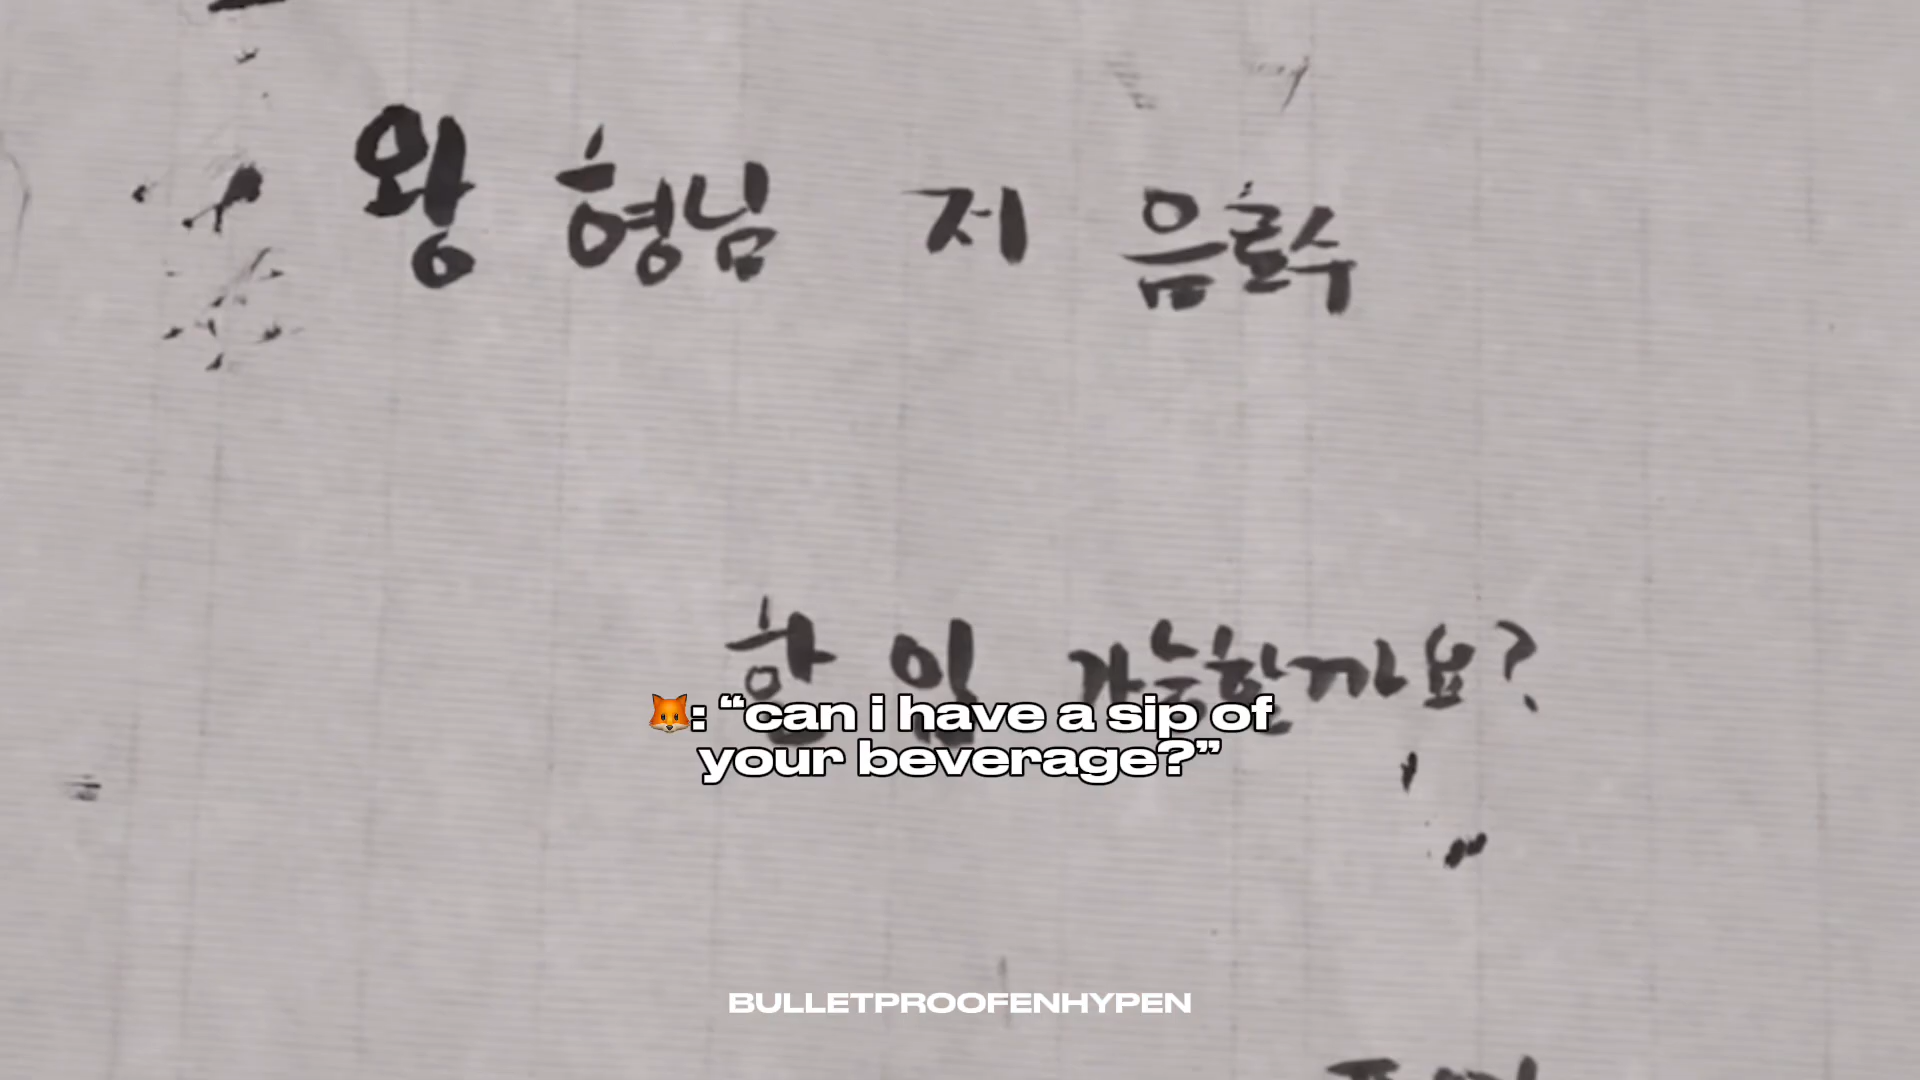 왕 형님 저 음료수
한 입 가능할까요?
🦊: “can i have a sip of
your beverage?”
BULLETPROOFENHYPEN